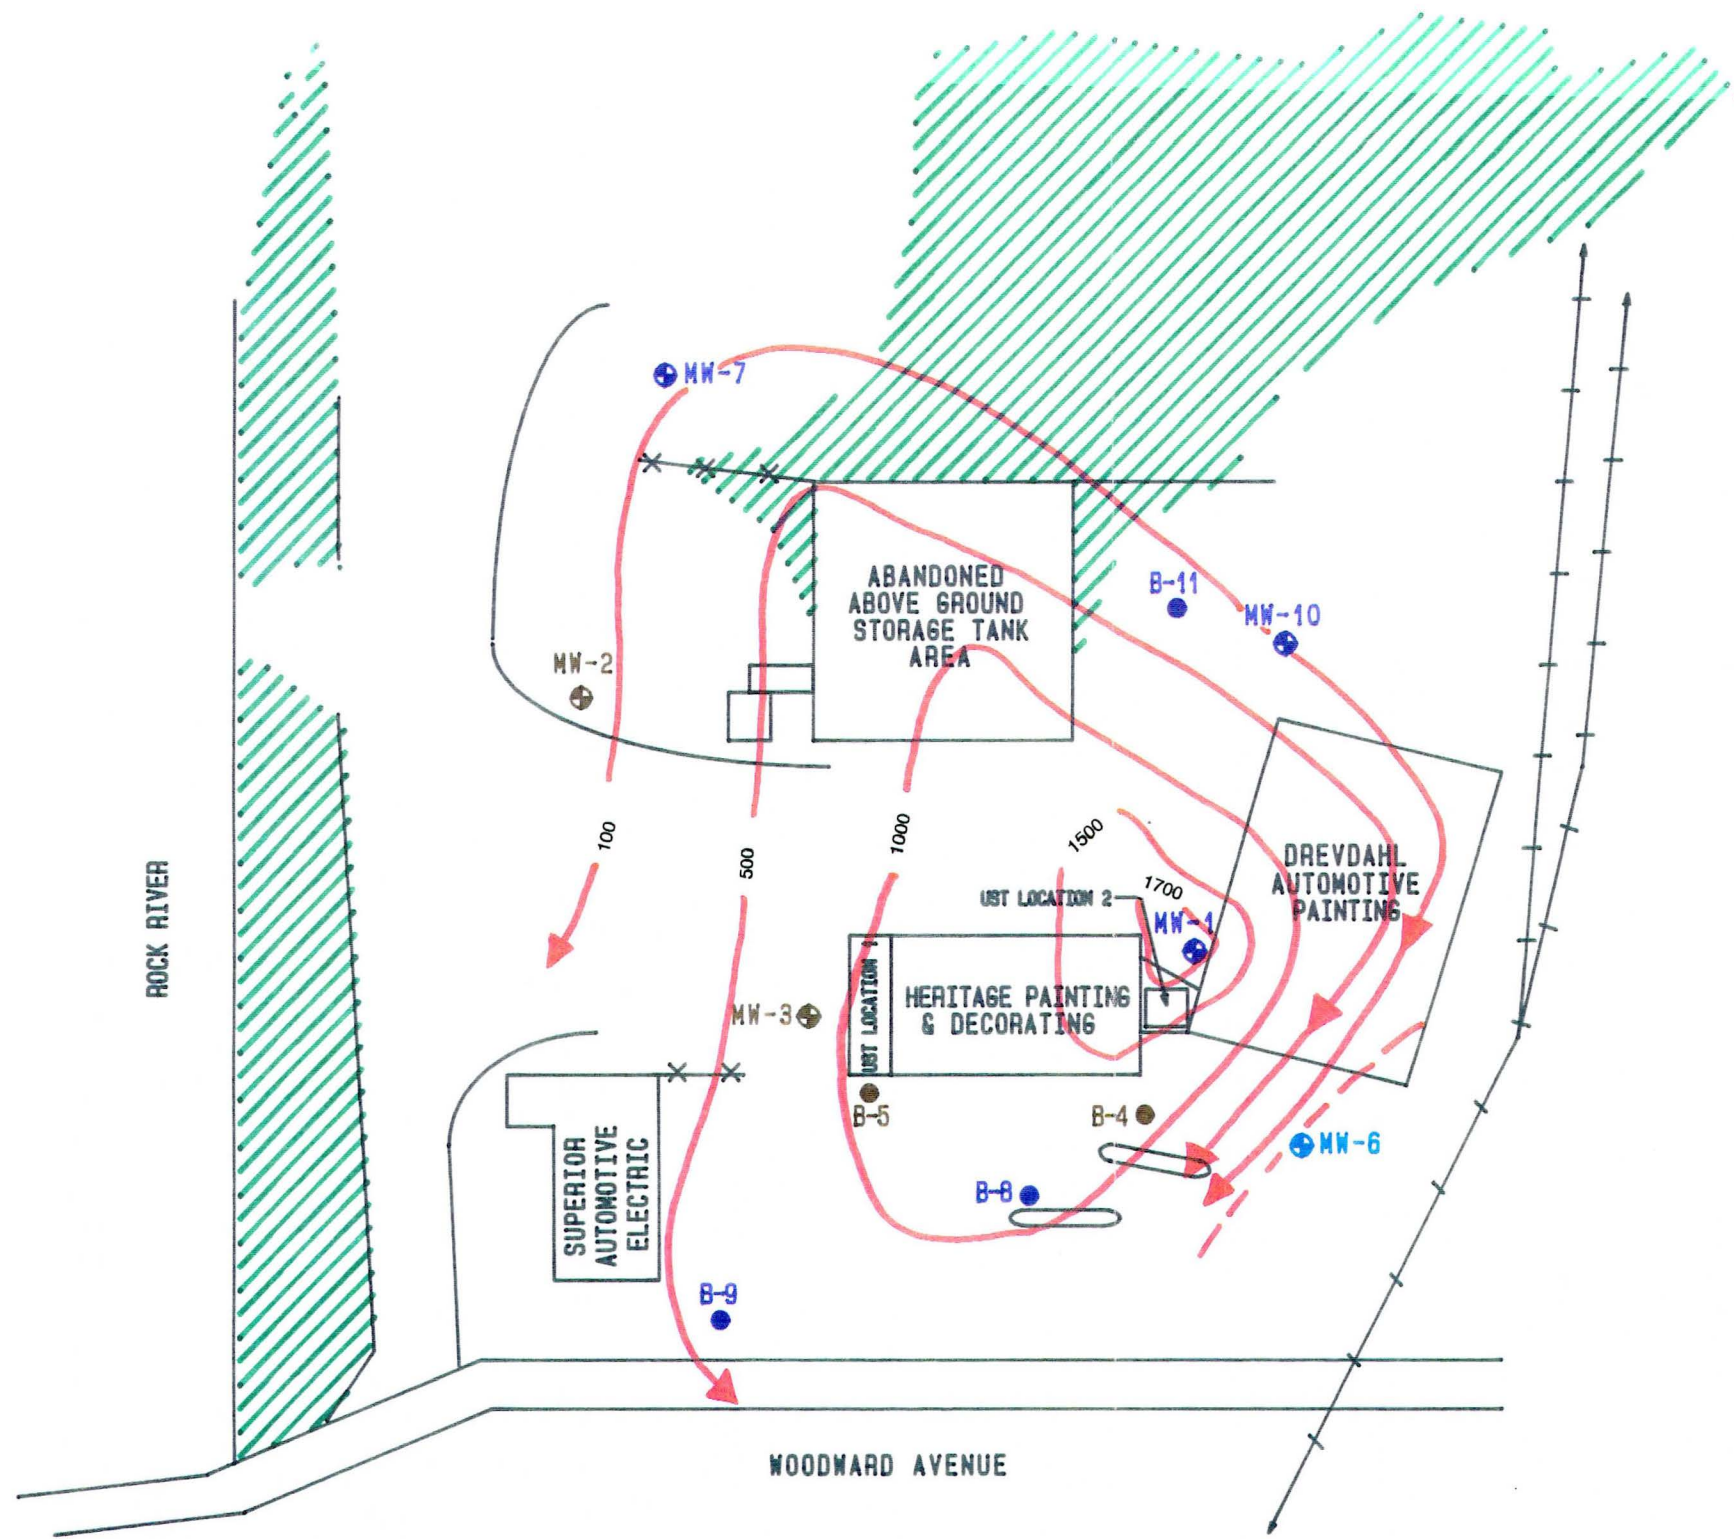 MW-7
ABANDONED
ABOVE GROUND
STORAGE TANK
AREA
B-11
MW-10
MW-2
100
500
1000
1500
1700
UST LOCATION 2
MW-1
DREVDAHL
AUTOMOTIVE
PAINTING
ROCK RIVER
MW-3
UST LOCATION 1
HERITAGE PAINTING
& DECORATING
B-5
B-4
MW-6
SUPERIOR
AUTOMOTIVE
ELECTRIC
B-8
B-9
WOODWARD AVENUE